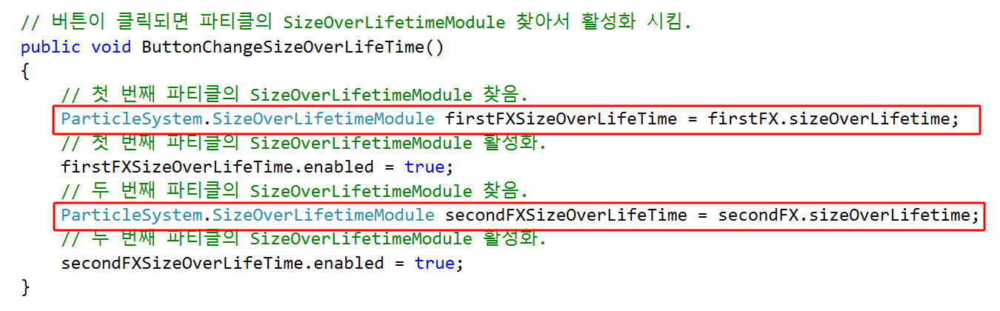 // 버튼이 클릭되면 파티클의 SizeOverLifetimeModule 찾아서 활성화 시킴.
public void ButtonChangeSizeOverLifeTime()
{
// 첫 번째 파티클의 SizeOverLifetimeModule 찾음.
ParticleSystem.SizeOverLifetimeModule firstFXSizeOverLifeTime = firstFX.sizeOverLifetime;
// 첫 번째 파티클의 SizeOverLifetimeModule 활성화.
firstFXSizeOverLifeTime.enabled = true;
// 두 번째 파티클의 SizeOverLifetimeModule 찾음.
ParticleSystem.SizeOverLifetimeModule secondFXSizeOverLifeTime = secondFX.sizeOverLifetime;
// 두 번째 파티클의 SizeOverLifetimeModule 활성화.
secondFXSizeOverLifeTime.enabled = true;
}